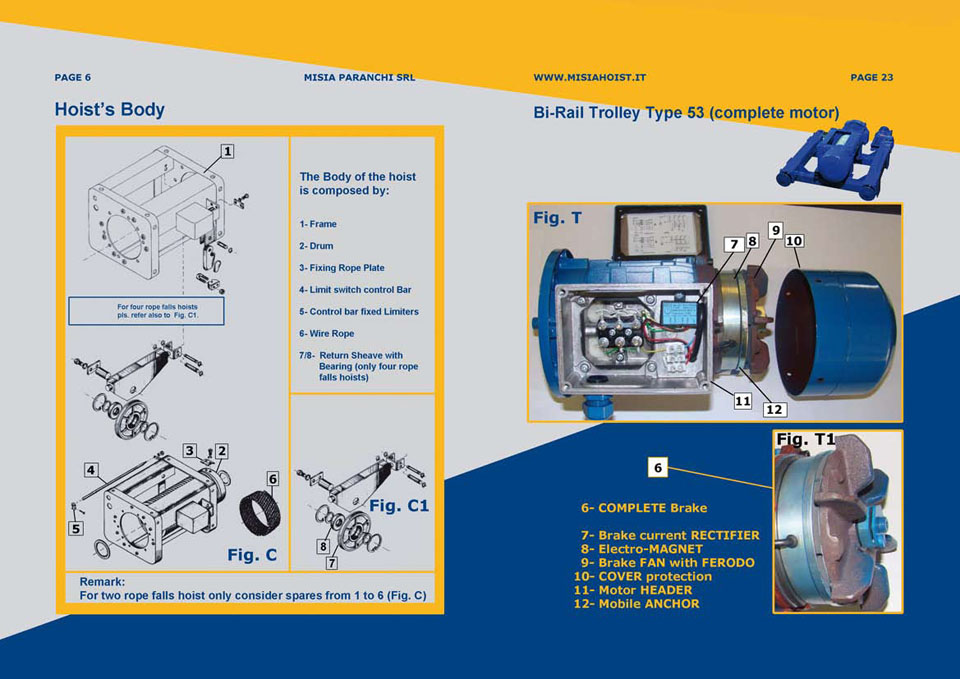 PAGE 6
MISIA PARANCHI SRL
Hoist's Body
1
The Body of the hoist
is composed by:
1- Frame
2- Drum
3- Fixing Rope Plate
4- Limit switch control Bar
5- Control bar fixed Limiters
6- Wire Rope
7/8- Return Sheave with
Bearing (only four rope
falls hoists)
For four rope falls hoists
pls. refer also to Fig. C1.
3
2
4
6
5
Fig. C
Fig. C1
8
7
Remark:
For two rope falls hoist only consider spares from 1 to 6 (Fig. C)
WWW.MISIAHOIST.IT
PAGE 23
Bi-Rail Trolley Type 53 (complete motor)
Fig. T
7
8
9
10
11
12
Fig. T1
6
6- COMPLETE Brake
7- Brake current RECTIFIER
8- Electro-MAGNET
9- Brake FAN with FERODO
10- COVER protection
11- Motor HEADER
12- Mobile ANCHOR